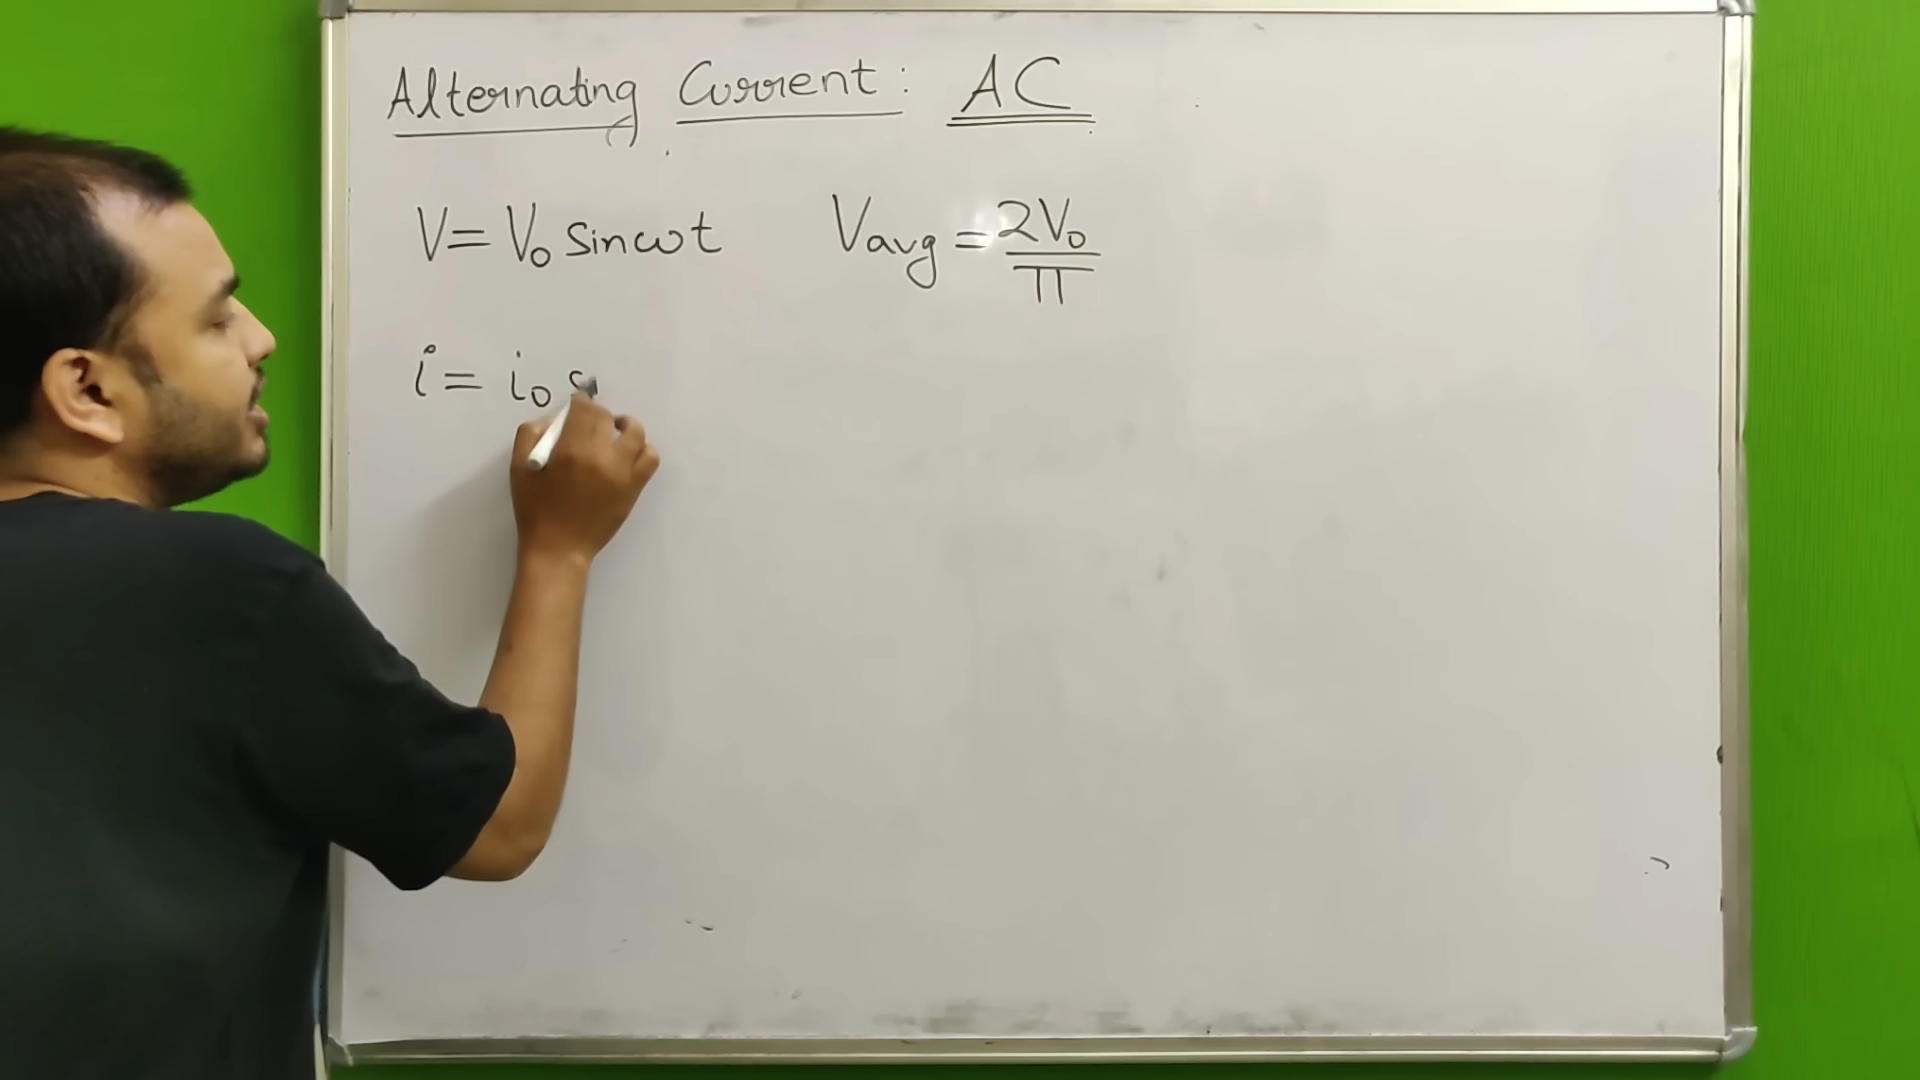 Alternating Current: AC
V = V₀ sinωt Vavg = 2V₀/π
i = i₀ s